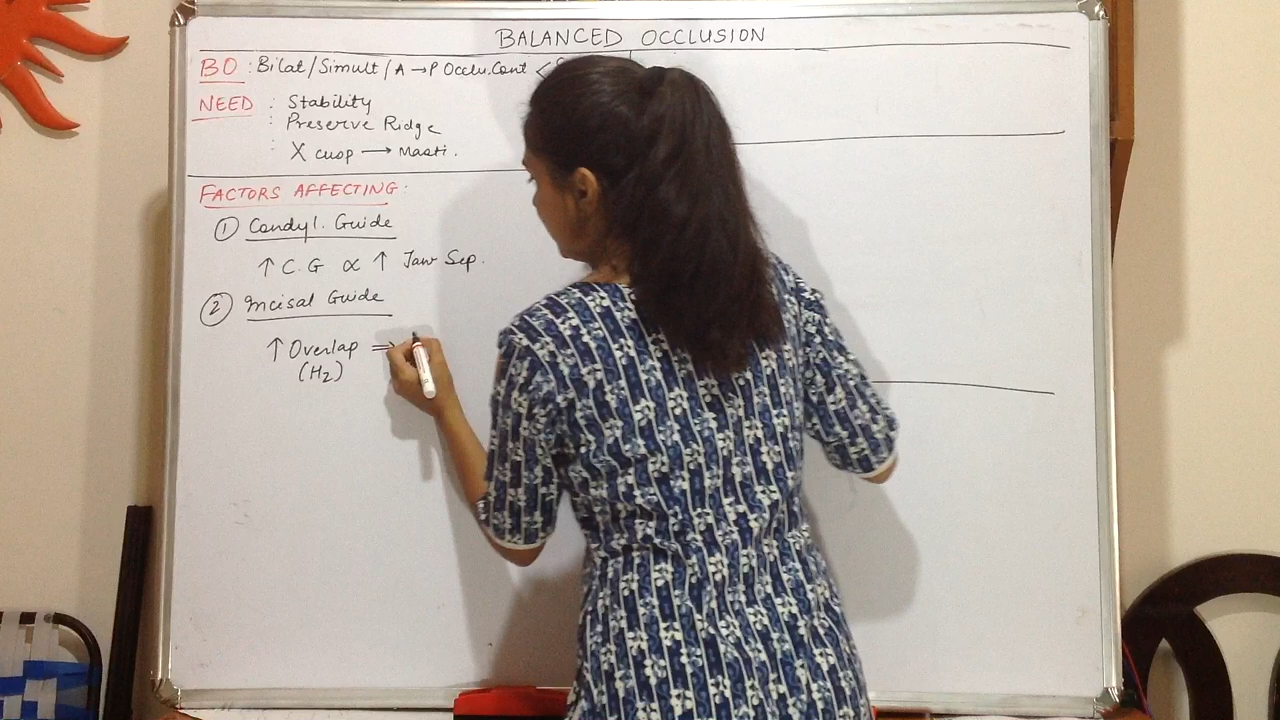 BALANCED OCCLUSION
BO : Bilat/Simult/A→P Occlu.Cont <
NEED : Stability
: Preserve Ridge
: X cusp → Masti.
FACTORS AFFECTING:
① Condyl. Guide
↑ C.G ∝ ↑ Jaw Sep.
② Incisal Guide
↑ Overlap ⇒
(Hz)